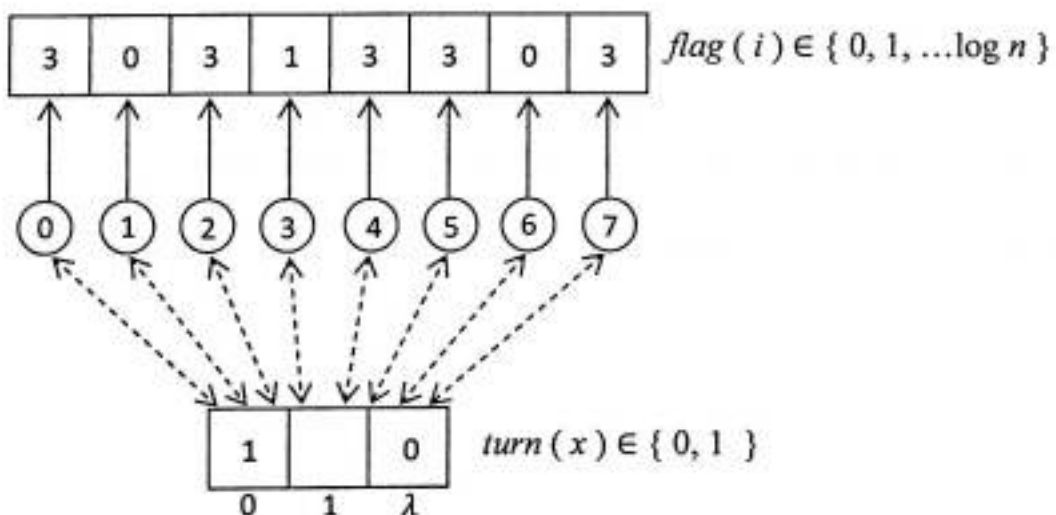 3 0 3 1 3 3 0 3 flag ( i ) ∈ { 0, 1, ...log n }
0 1 2 3 4 5 6 7
1 0 turn ( x ) ∈ { 0, 1 }
0 1 λ